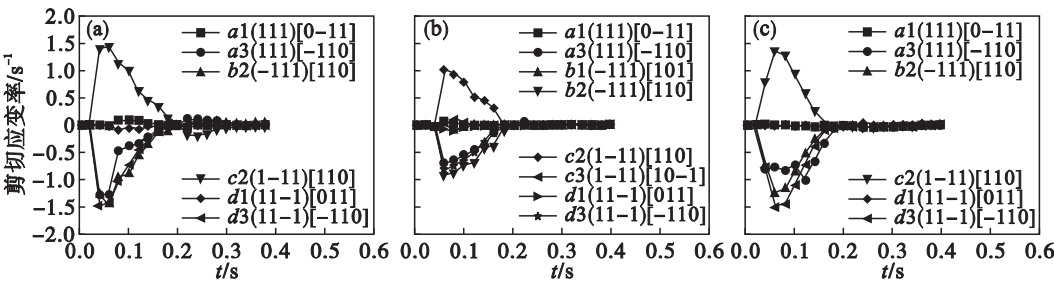 剪切应变率/s⁻¹
2.0
1.5
1.0
0.5
0
−0.5
−1.0
−1.5
−2.0
(a)
a1(111)[0−11]
a3(111)[−110]
b2(−111)[110]
c2(1−11)[110]
d1(11−1)[011]
d3(11−1)[−110]
0 0.1 0.2 0.3 0.4 0.5 0.6
t/s
(b)
a1(111)[0−11]
a3(111)[−110]
b1(−111)[101]
b2(−111)[110]
c2(1−11)[110]
c3(1−11)[10−1]
d1(11−1)[011]
d3(11−1)[−110]
0 0.1 0.2 0.3 0.4 0.5 0.6
t/s
(c)
a1(111)[0−11]
a3(111)[−110]
b2(−111)[110]
c2(1−11)[110]
d1(11−1)[011]
d3(11−1)[−110]
0 0.1 0.2 0.3 0.4 0.5 0.6
t/s